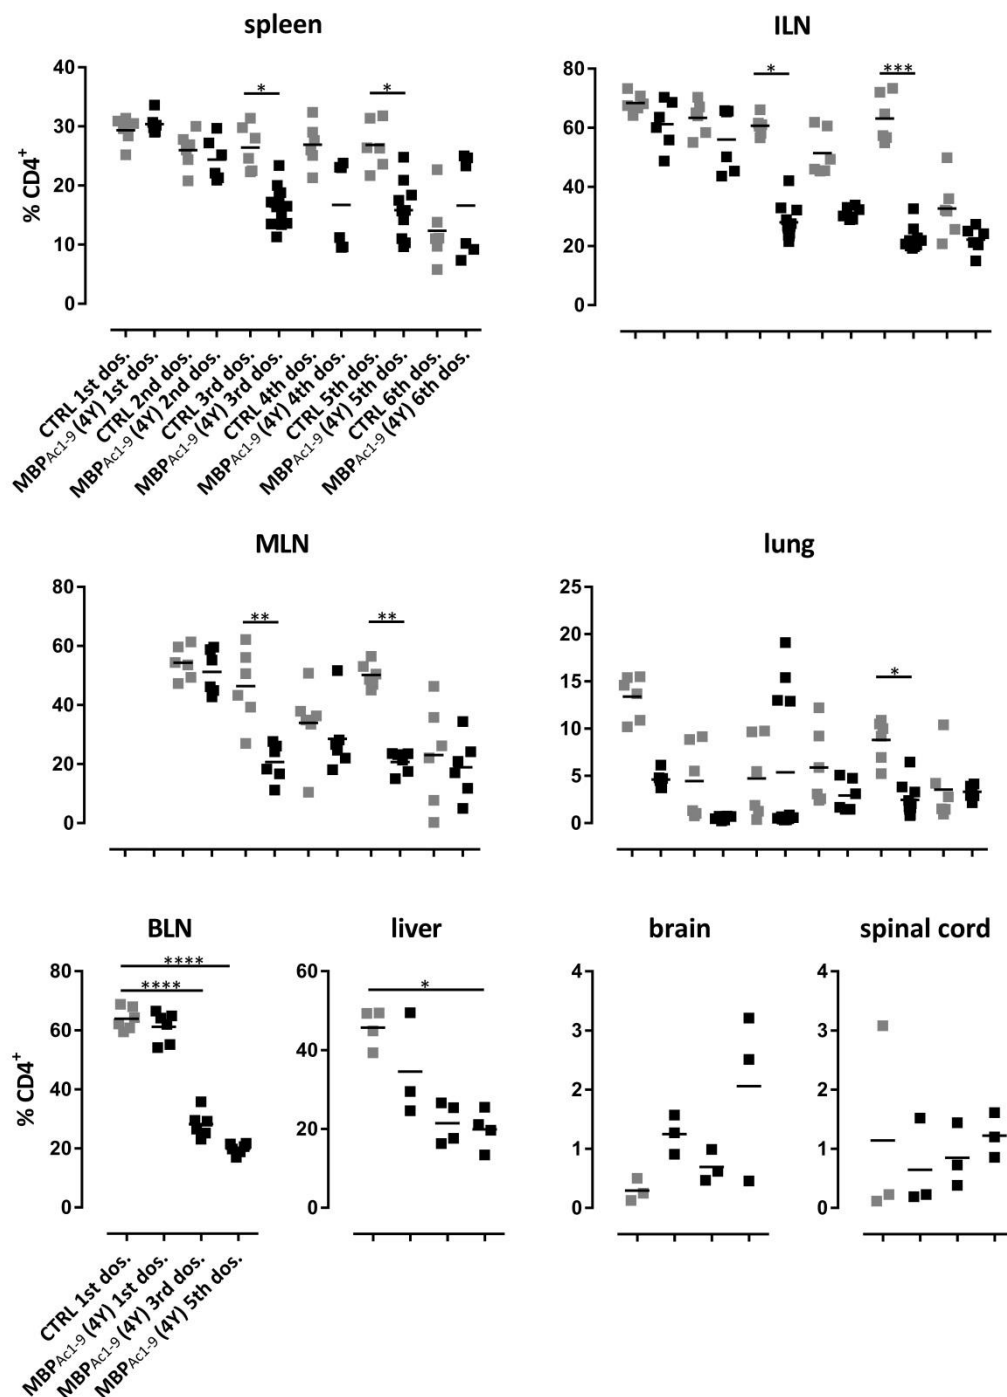 spleen
ILN
% CD4+
40
30
20
10
0
*
*
80
60
40
20
0
*
***
CTRL 1st dos.
MBPAc1-9 (4Y) 1st dos.
CTRL 2nd dos.
MBPAc1-9 (4Y) 2nd dos.
CTRL 3rd dos.
MBPAc1-9 (4Y) 3rd dos.
CTRL 4th dos.
MBPAc1-9 (4Y) 4th dos.
CTRL 5th dos.
MBPAc1-9 (4Y) 5th dos.
CTRL 6th dos.
MBPAc1-9 (4Y) 6th dos.
MLN
lung
80
60
40
20
0
**
**
25
20
15
10
5
0
*
BLN
liver
brain
spinal cord
% CD4+
80
60
40
20
0
****
****
60
40
20
0
*
4
3
2
1
0
4
3
2
1
0
CTRL 1st dos.
MBPAc1-9 (4Y) 1st dos.
MBPAc1-9 (4Y) 3rd dos.
MBPAc1-9 (4Y) 5th dos.